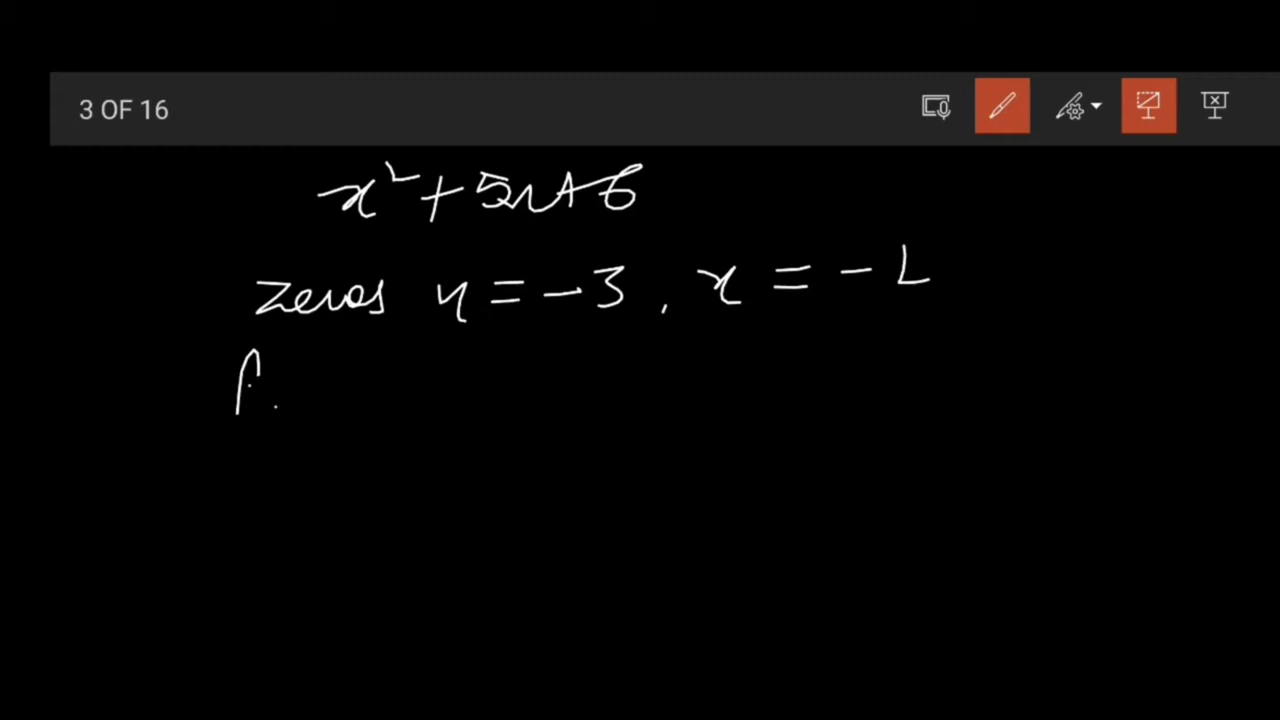 3 OF 16
x²+5x+6
zeros x=-3, x=-2